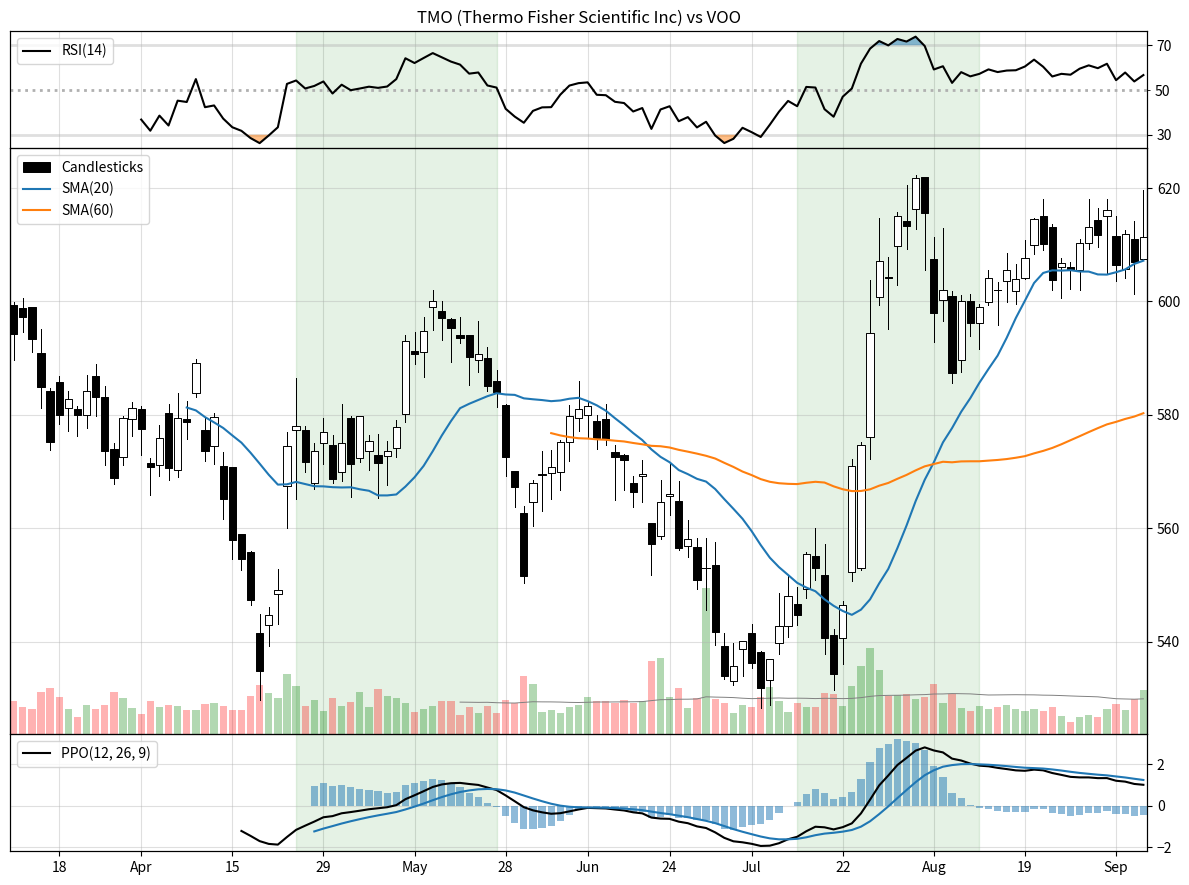 TMO (Thermo Fisher Scientific Inc) vs VOO
RSI(14)
70
50
30
Candlesticks
SMA(20)
SMA(60)
620
600
580
560
540
PPO(12, 26, 9)
2
0
−2
18 Apr 15 29 May 28 Jun 24 Jul 22 Aug 19 Sep